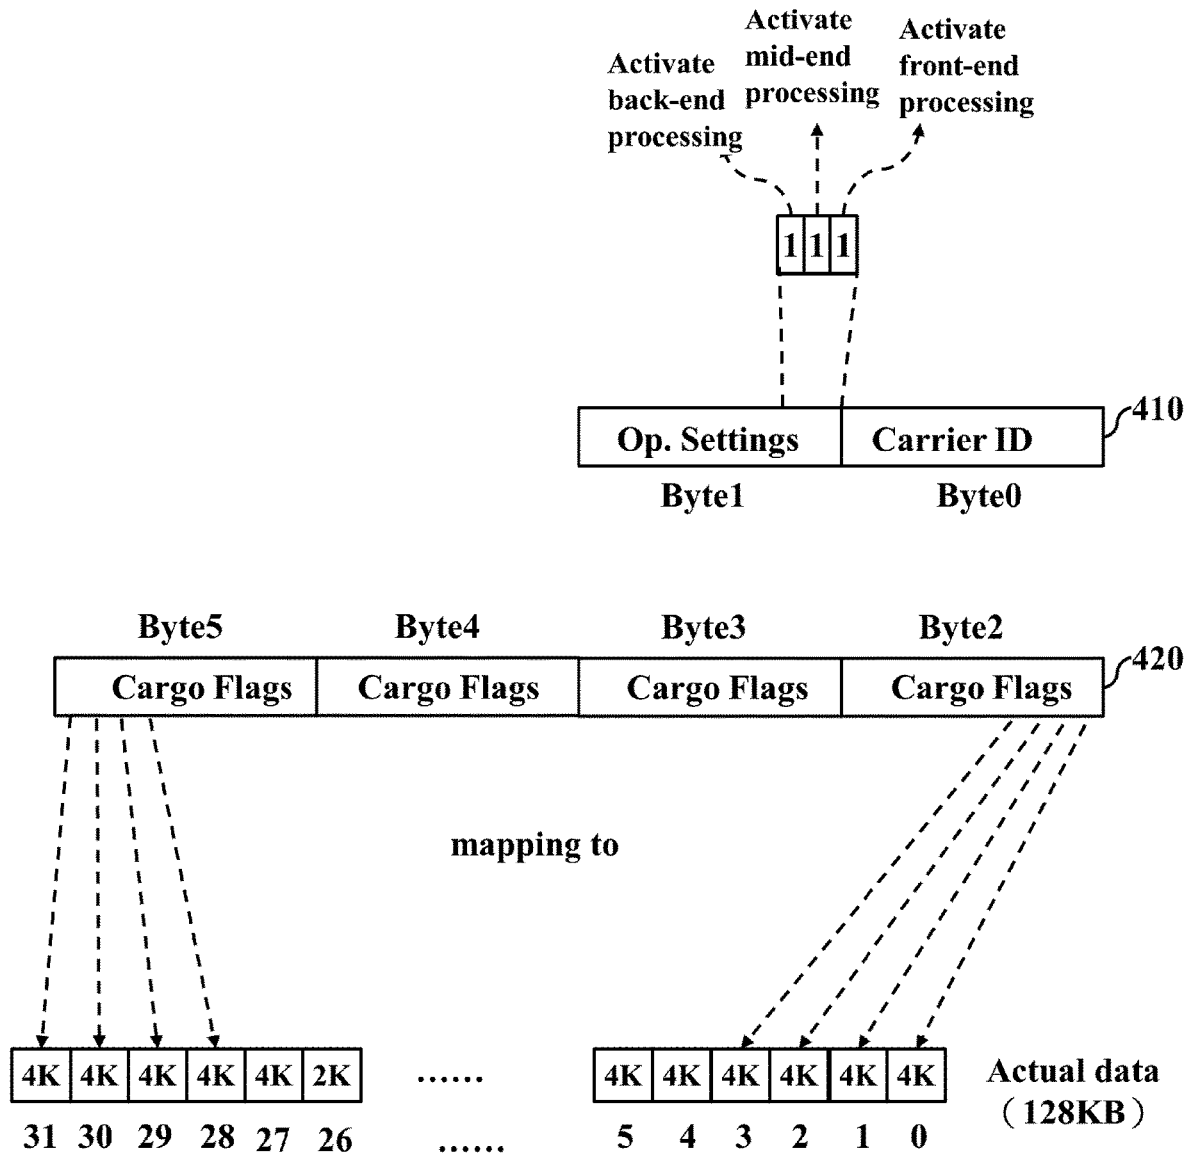 Activate back-end processing
Activate mid-end processing
Activate front-end processing
1 1 1
410
Op. Settings Carrier ID
Byte1 Byte0
Byte5 Byte4 Byte3 Byte2
420
Cargo Flags Cargo Flags Cargo Flags Cargo Flags
mapping to
4K 4K 4K 4K 4K 2K ...... 4K 4K 4K 4K 4K 4K
31 30 29 28 27 26 ...... 5 4 3 2 1 0
Actual data
（128KB）